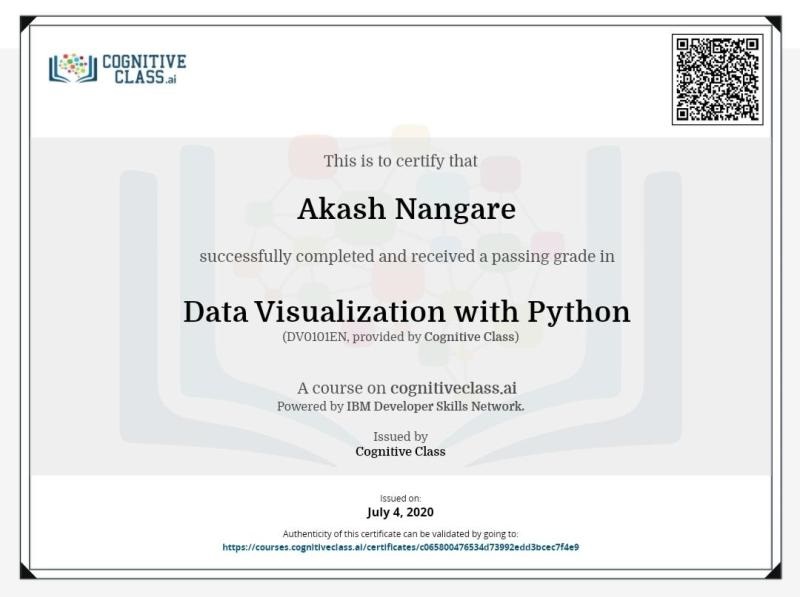 COGNITIVE
CLASS.ai
This is to certify that
Akash Nangare
successfully completed and received a passing grade in
Data Visualization with Python
(DV0101EN, provided by Cognitive Class)
A course on cognitiveclass.ai
Powered by IBM Developer Skills Network.
Issued by
Cognitive Class
Issued on:
July 4, 2020
Authenticity of this certificate can be validated by going to:
https://courses.cognitiveclass.ai/certificates/c065800476534d73992edd3bcec7f4e9